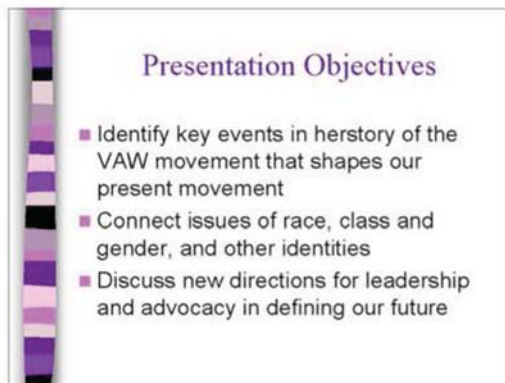 Presentation Objectives
Identify key events in herstory of the
VAW movement that shapes our
present movement
Connect issues of race, class and
gender, and other identities
Discuss new directions for leadership
and advocacy in defining our future